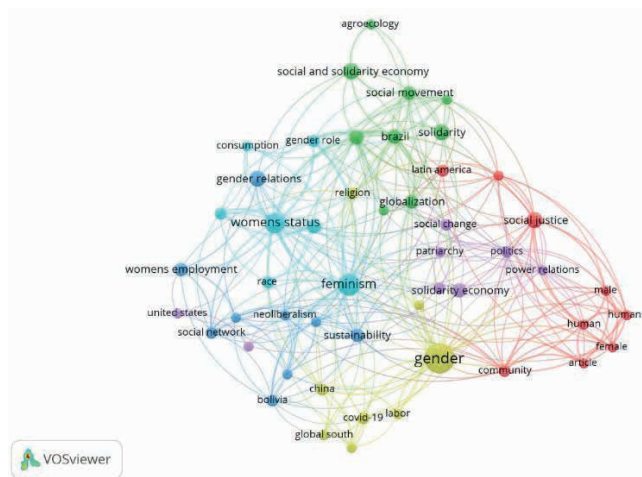 agroecology
social and solidarity economy
social movement
consumption
gender role
brazil
solidarity
gender relations
latin america
religion
globalization
womens status
social change
social justice
patriarchy
politics
womens employment
race
feminism
power relations
solidarity economy
male
united states
neoliberalism
human
humans
social network
sustainability
female
gender
article
community
china
bolivia
covid-19
labor
global south
VOSviewer